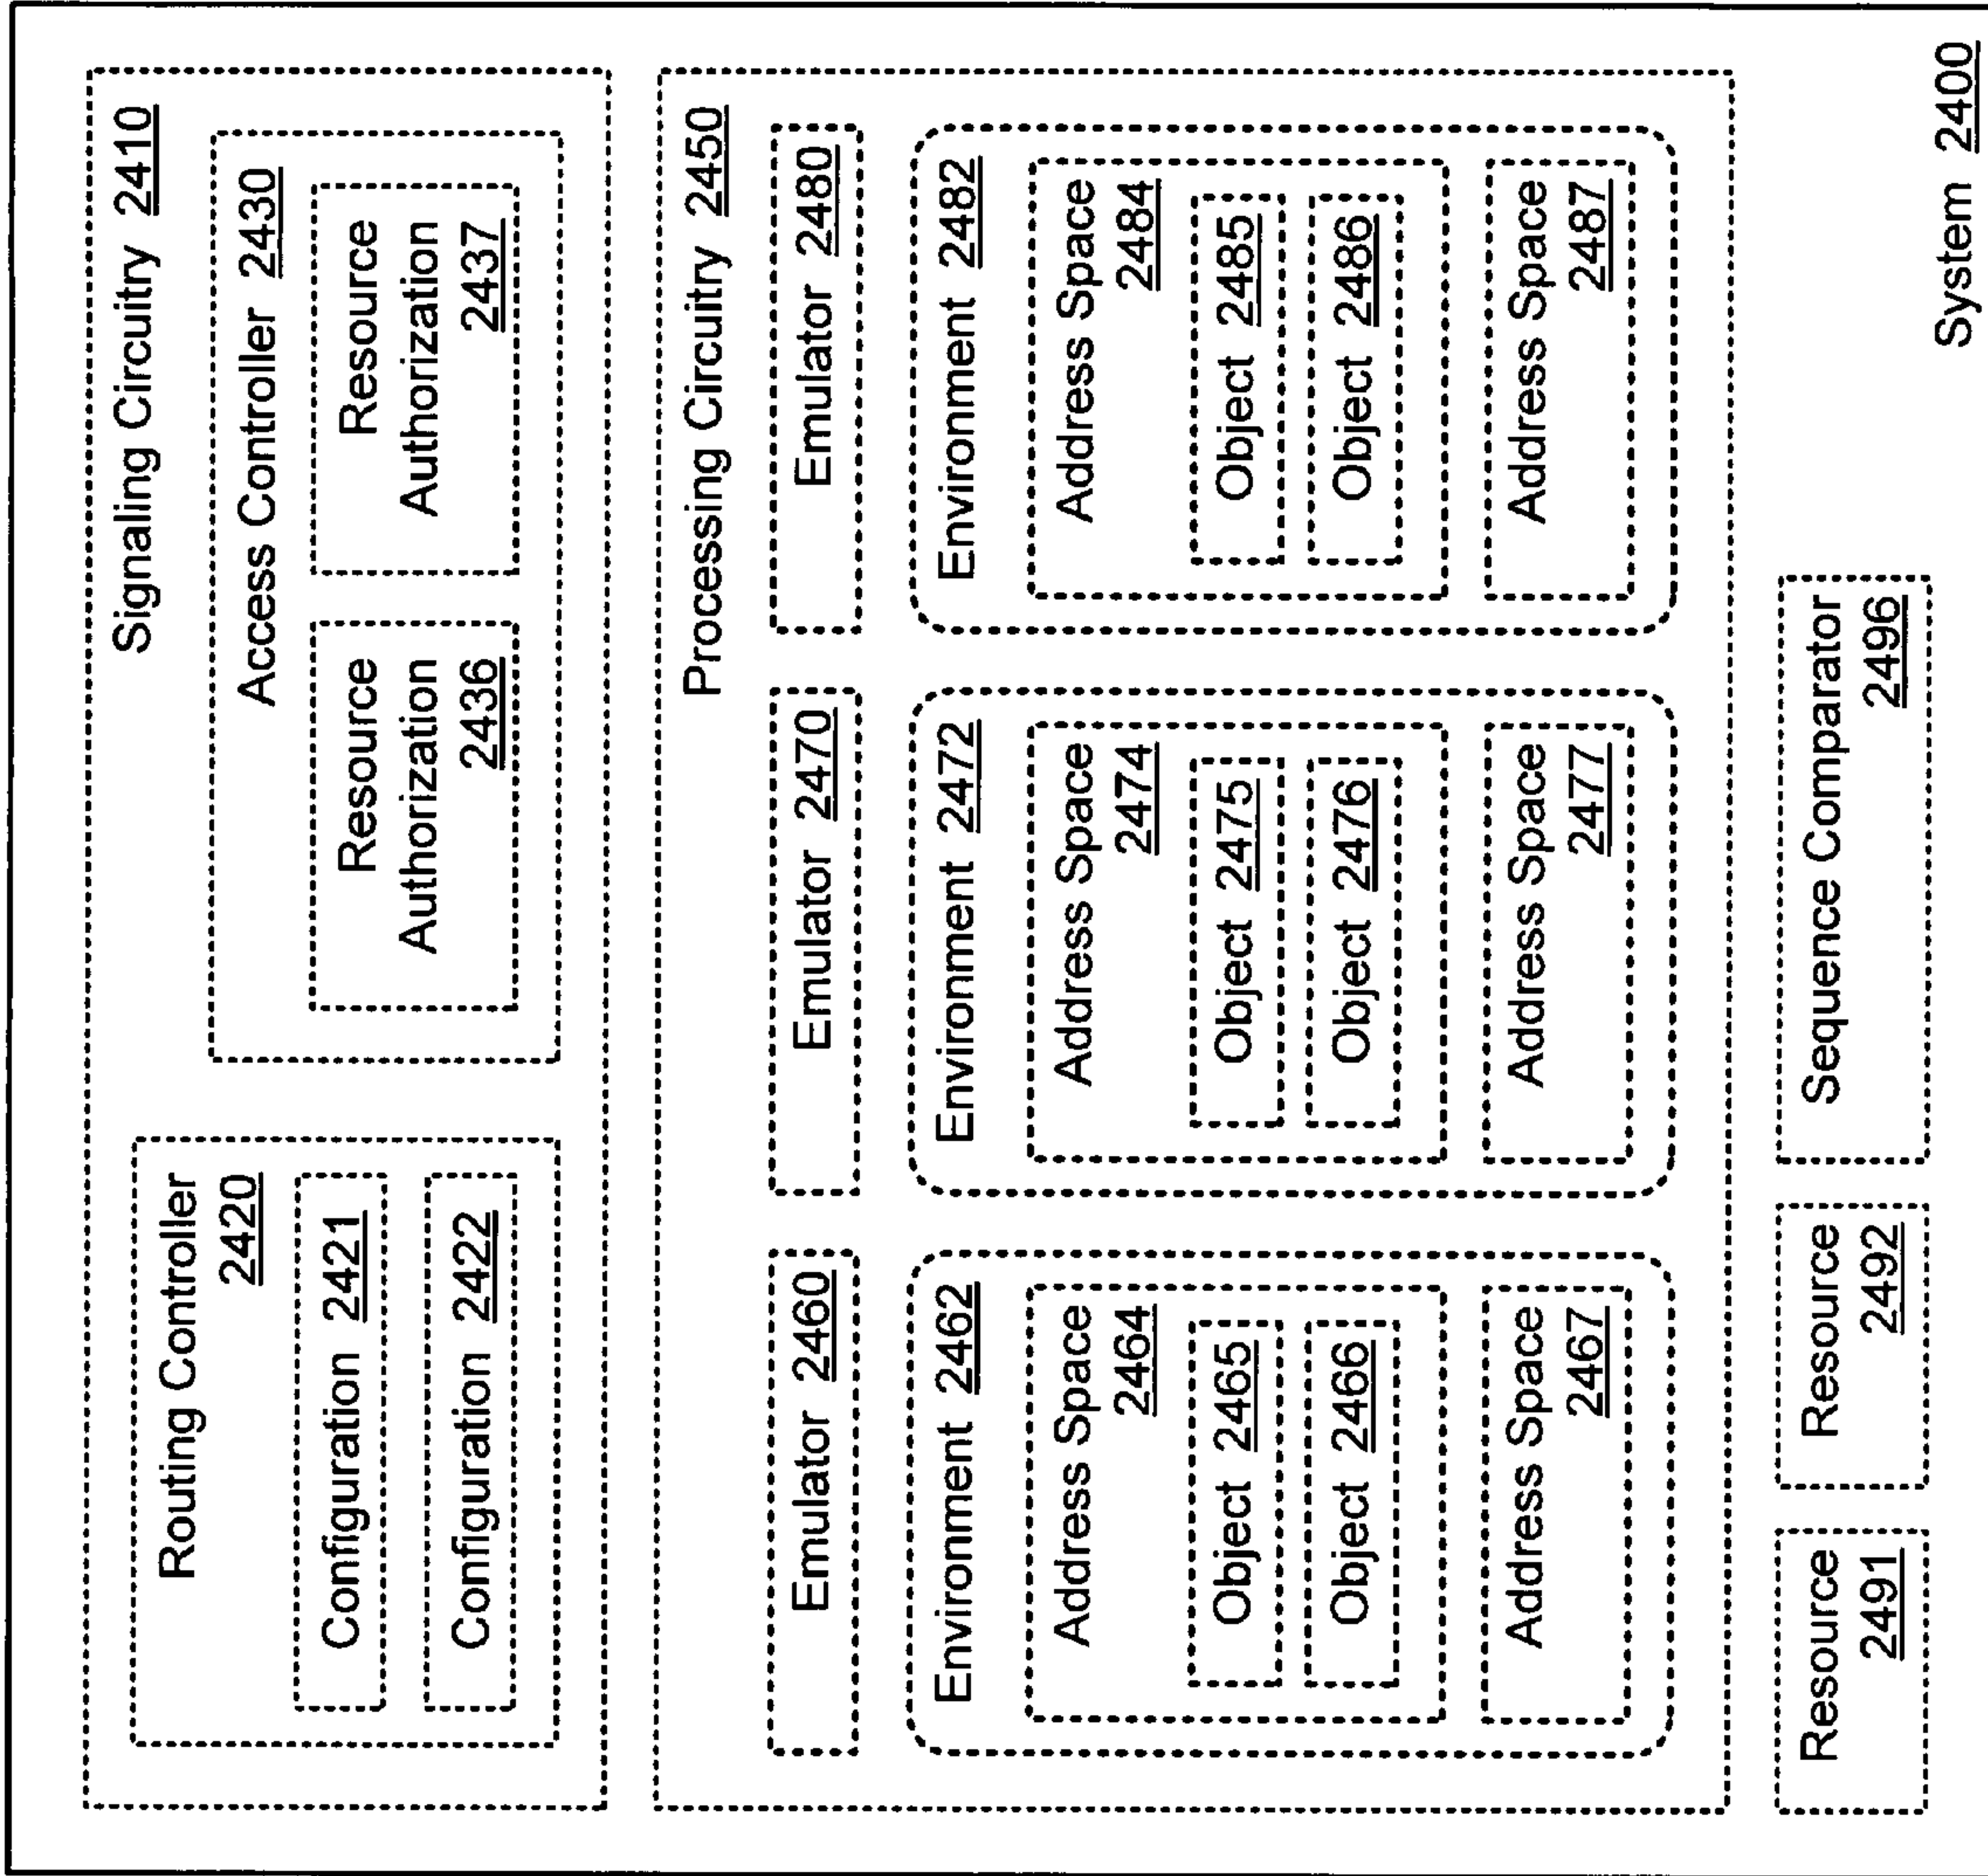 Signaling Circuitry 2410
Routing Controller
2420
Configuration 2421
Configuration 2422
Access Controller 2430
Resource
Authorization
2436
Resource
Authorization
2437
Processing Circuitry 2450
Emulator 2460
Environment 2462
Address Space
2464
Object 2465
Object 2466
Address Space
2467
Emulator 2470
Environment 2472
Address Space
2474
Object 2475
Object 2476
Address Space
2477
Emulator 2480
Environment 2482
Address Space
2484
Object 2485
Object 2486
Address Space
2487
Resource
2491
Resource
2492
Sequence Comparator
2496
System 2400